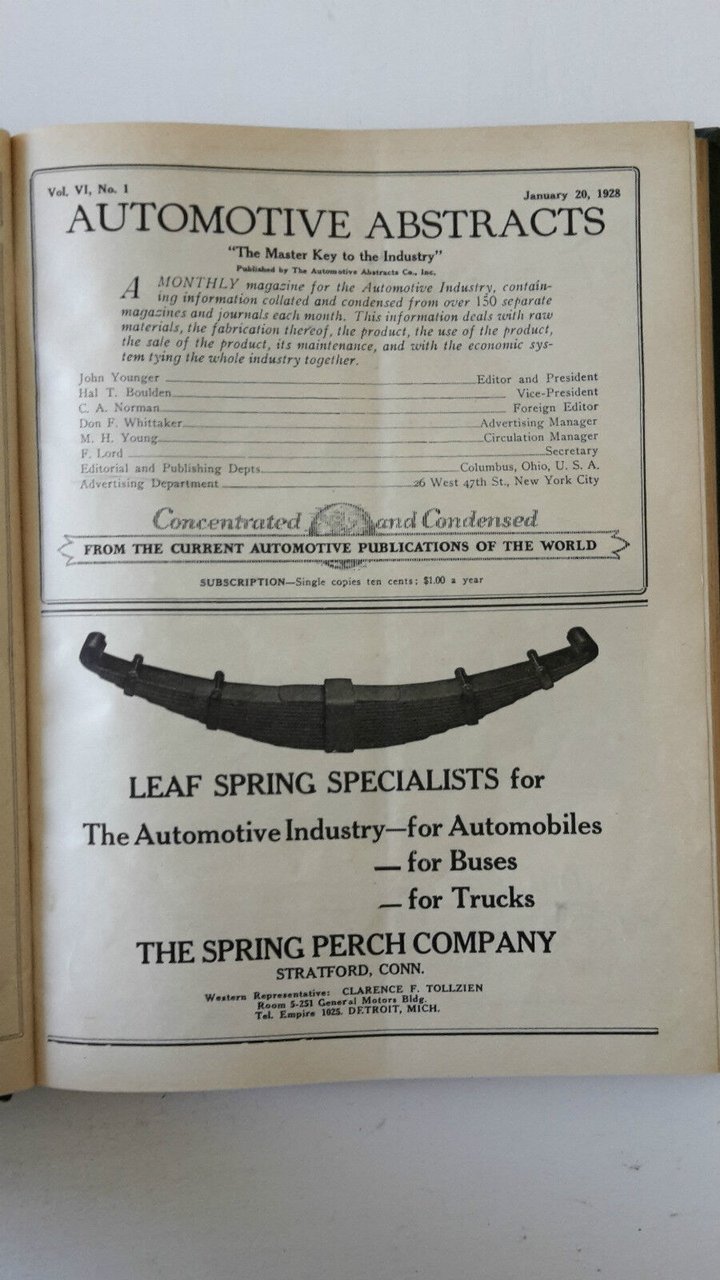 Vol. VI, No. 1
January 20, 1928
AUTOMOTIVE ABSTRACTS
"The Master Key to the Industry"
Published by The Automotive Abstracts Co., Inc.
A MONTHLY magazine for the Automotive Industry, contain-
ing information collated and condensed from over 150 separate
magazines and journals each month. This information deals with raw
materials, the fabrication thereof, the product, the use of the product,
the sale of the product, its maintenance, and with the economic sys-
tem tying the whole industry together.
John Younger Editor and President
Hal T. Boulden Vice-President
C. A. Norman Foreign Editor
Don F. Whittaker Advertising Manager
M. H. Young Circulation Manager
F. Lord Secretary
Editorial and Publishing Depts. Columbus, Ohio, U. S. A.
Advertising Department 26 West 47th St., New York City
Concentrated and Condensed
FROM THE CURRENT AUTOMOTIVE PUBLICATIONS OF THE WORLD
SUBSCRIPTION—Single copies ten cents; $1.00 a year
LEAF SPRING SPECIALISTS for
The Automotive Industry—for Automobiles
— for Buses
— for Trucks
THE SPRING PERCH COMPANY
STRATFORD, CONN.
Western Representative: CLARENCE F. TOLLZIEN
Room 5-251 General Motors Bldg.
Tel. Empire 1025. DETROIT, MICH.